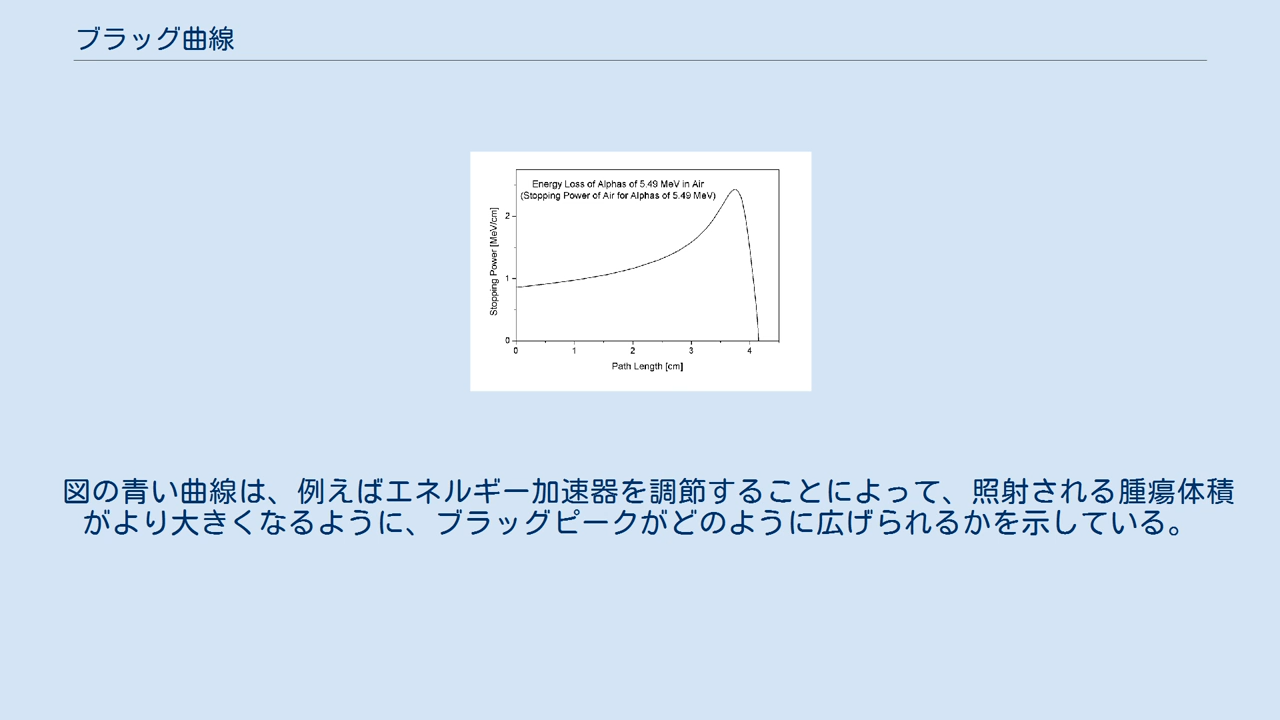 ブラッグ曲線
Energy Loss of Alphas of 5.49 MeV in Air
(Stopping Power of Air for Alphas of 5.49 MeV)
Stopping Power [MeV/cm]
2
1
0
0 1 2 3 4
Path Length [cm]
図の青い曲線は、例えばエネルギー加速器を調節することによって、照射される腫瘍体積
がより大きくなるように、ブラッグピークがどのように広げられるかを示している。